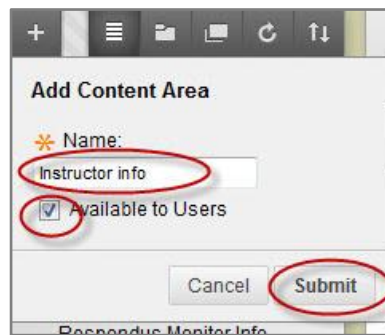 Add Content Area
Name:
Instructor info
Available to Users
Cancel Submit
Respondus Monitor Info